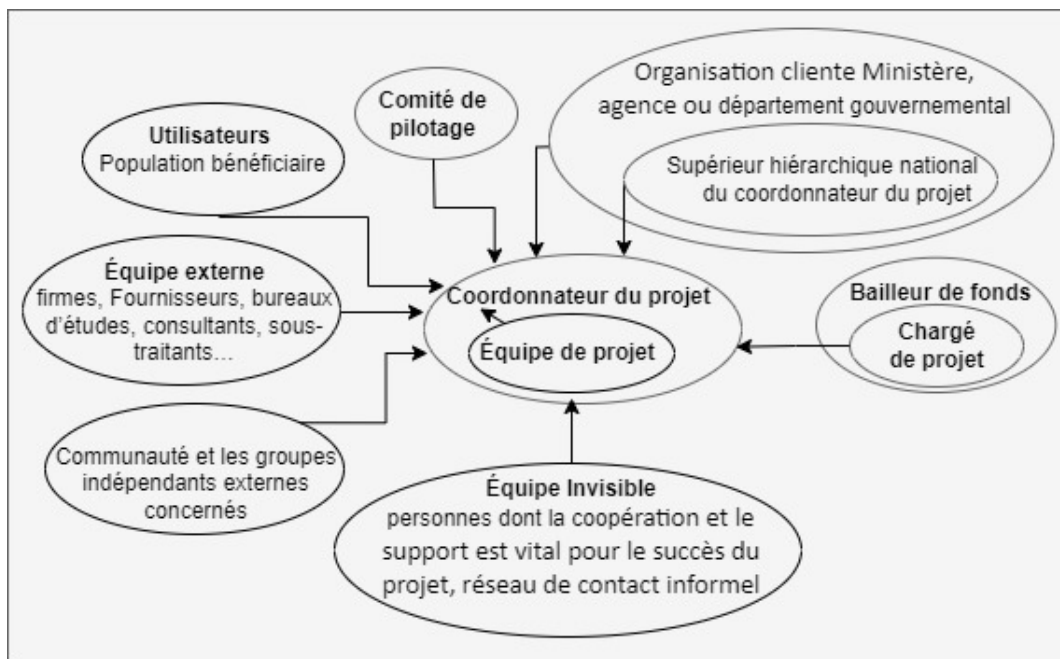 Organisation cliente Ministère,
agence ou département gouvernemental
Supérieur hiérarchique national
du coordonnateur du projet
Comité de
pilotage
Utilisateurs
Population bénéficiaire
Équipe externe
firmes, Fournisseurs, bureaux
d'études, consultants, sous-
traitants...
Coordonnateur du projet
Équipe de projet
Bailleur de fonds
Chargé
de projet
Communauté et les groupes
indépendants externes
concernés
Équipe Invisible
personnes dont la coopération et le
support est vital pour le succès du
projet, réseau de contact informel